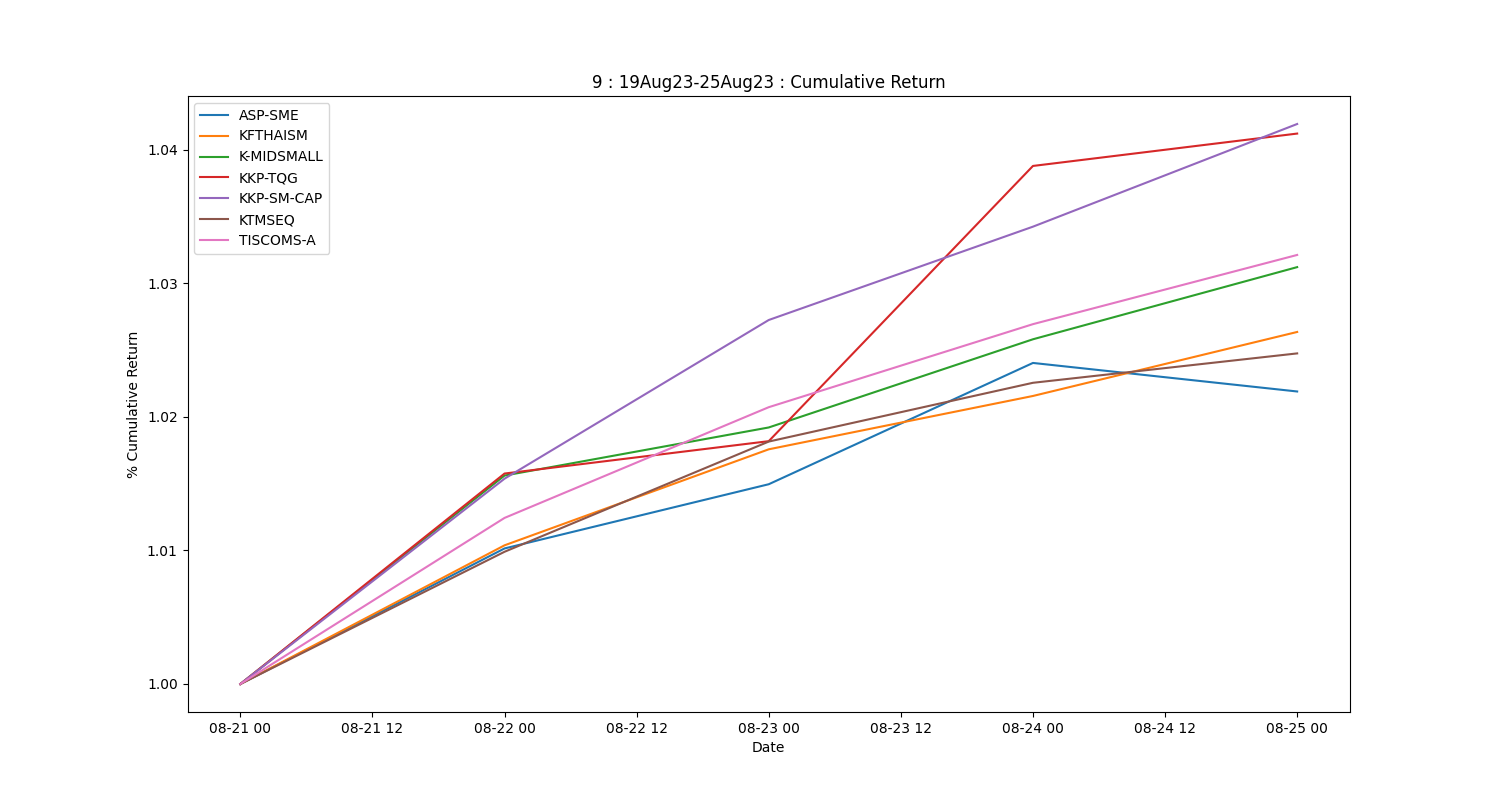 9 : 19Aug23-25Aug23 : Cumulative Return
ASP-SME
KFTHAISM
K-MIDSMALL
KKP-TQG
KKP-SM-CAP
KTMSEQ
TISCOMS-A
% Cumulative Return
1.04
1.03
1.02
1.01
1.00
08-21 00
08-21 12
08-22 00
08-22 12
08-23 00
08-23 12
08-24 00
08-24 12
08-25 00
Date